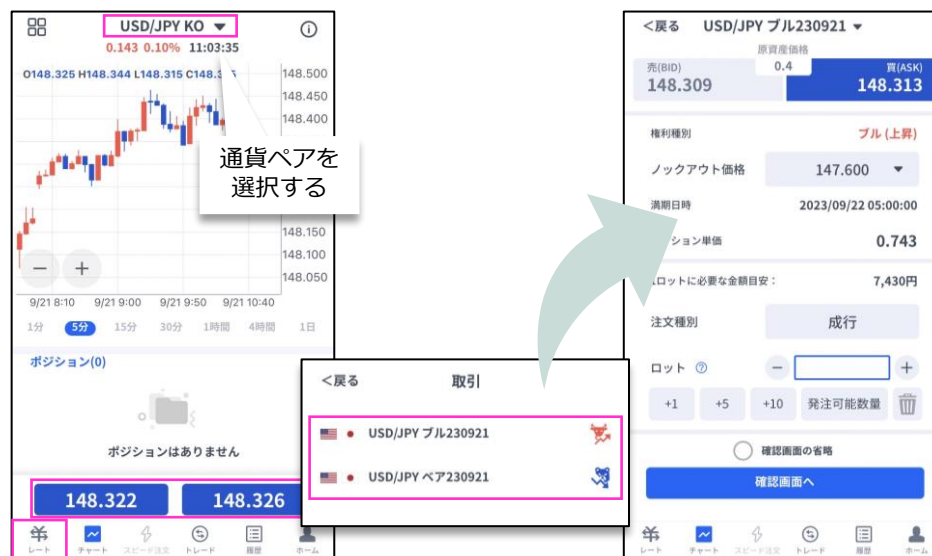 USD/JPY KO ▼
0.143 0.10% 11:03:35
O148.325 H148.344 L148.315 C148.3
148.500
148.450
148.400
通貨ペアを
選択する
148.150
148.100
148.050
9/21 8:10 9/21 9:00 9/21 9:50 9/21 10:40
1分 5分 15分 30分 1時間 4時間 1日
ポジション(0)
ポジションはありません
148.322 148.326
レート チャート スピード注文 トレード 履歴 ホーム
<戻る 取引
USD/JPY ブル230921
USD/JPY ベア230921
<戻る USD/JPY ブル230921 ▼
原資産価格
売(BID) 0.4 買(ASK)
148.309 148.313
権利種別 ブル (上昇)
ノックアウト価格 147.600 ▼
満期日時 2023/09/22 05:00:00
ション単価 0.743
ロットに必要な金額目安： 7,430円
注文種別 成行
ロット ? − +
+1 +5 +10 発注可能数量
確認画面の省略
確認画面へ
レート チャート スピード注文 トレード 履歴 ホーム